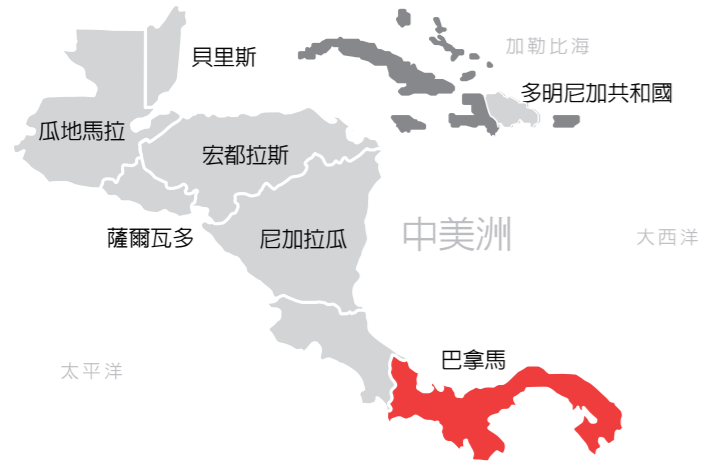 加勒比海
貝里斯
多明尼加共和國
瓜地馬拉
宏都拉斯
薩爾瓦多
尼加拉瓜
中美洲
大西洋
巴拿馬
太平洋